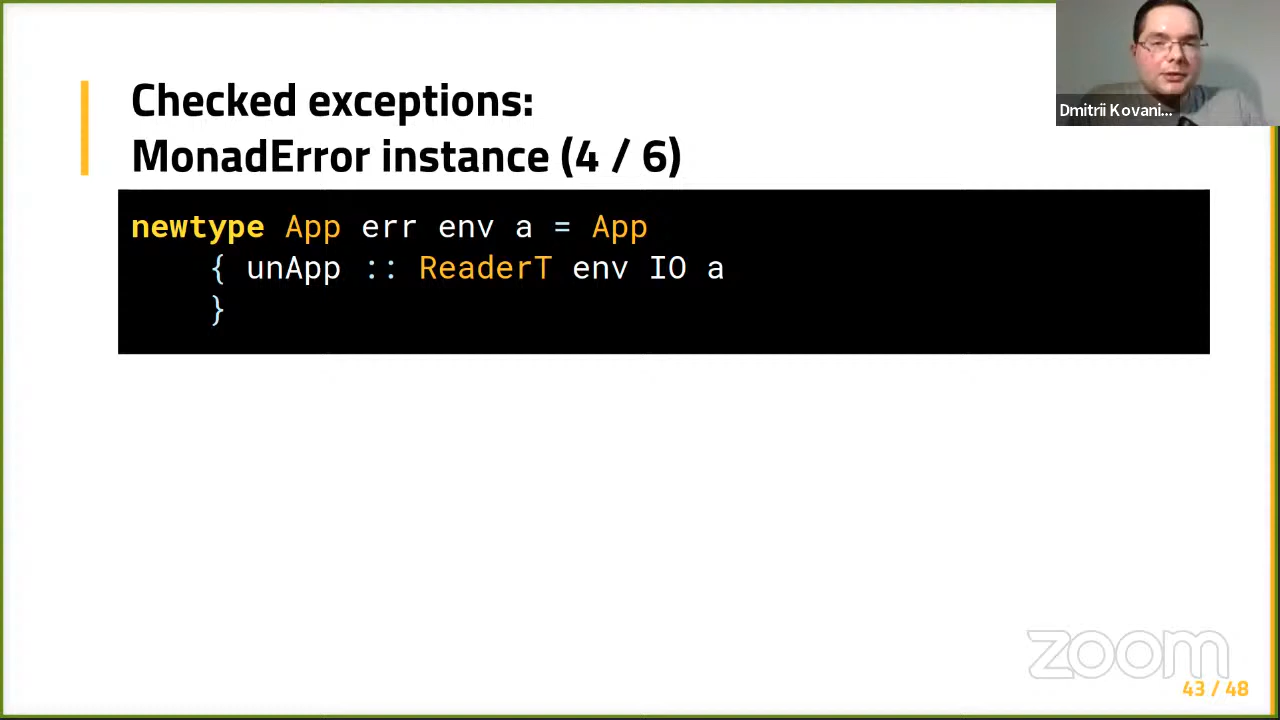 Checked exceptions:
MonadError instance (4 / 6)
newtype App err env a = App
    { unApp :: ReaderT env IO a
    }
Dmitrii Kovani...
zoom
43 / 48